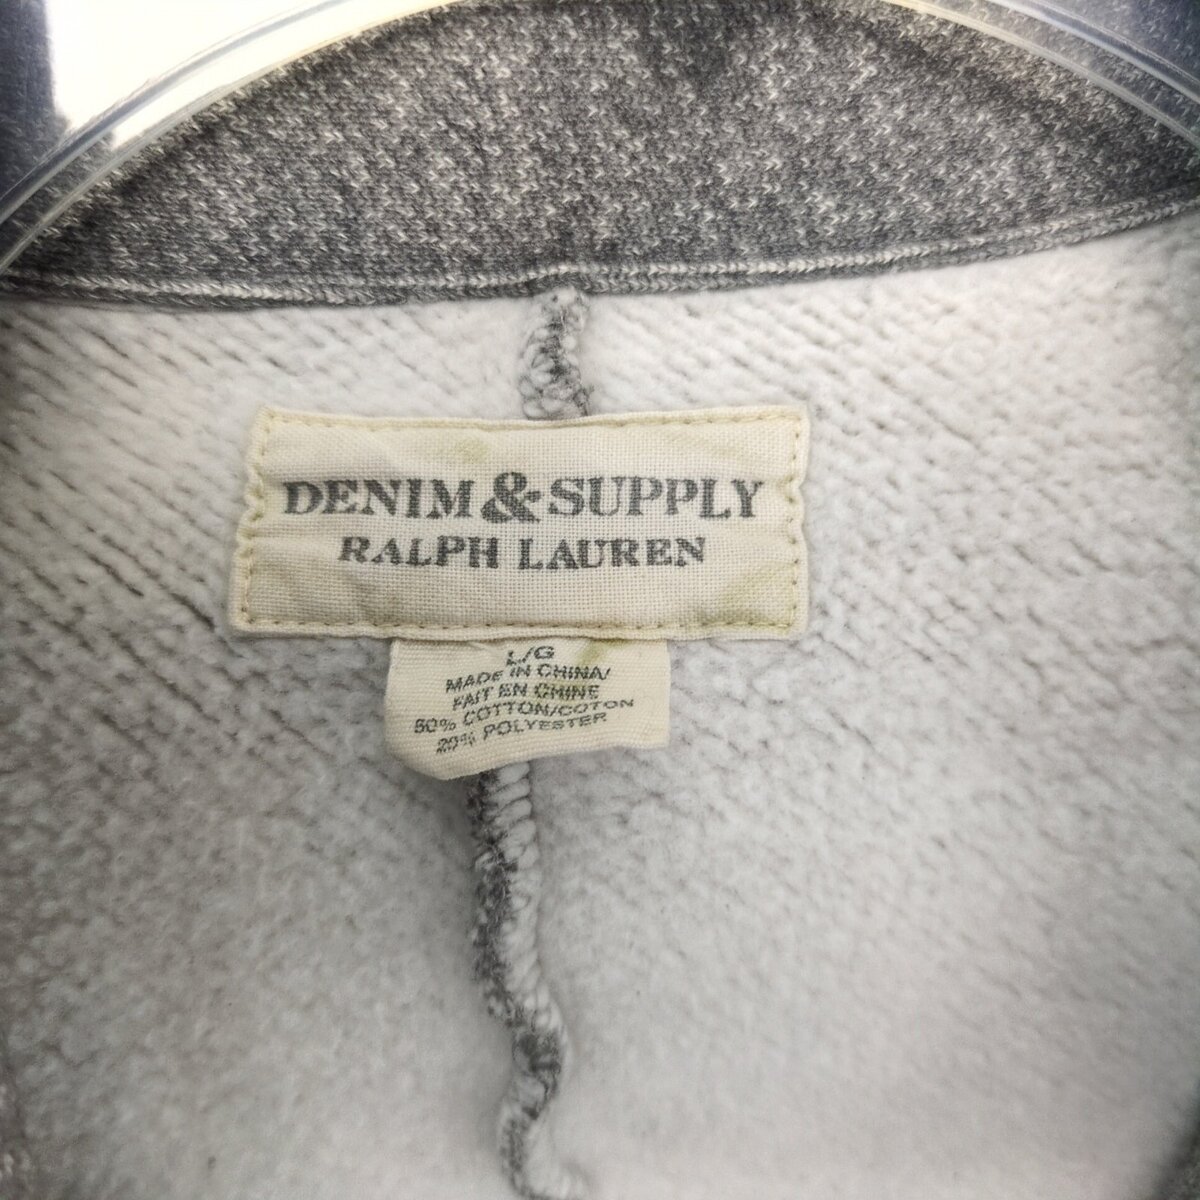 DENIM & SUPPLY
RALPH LAUREN
L/G
MADE IN CHINA/
FAIT EN CHINE
80% COTTON/COTON
20% POLYESTER